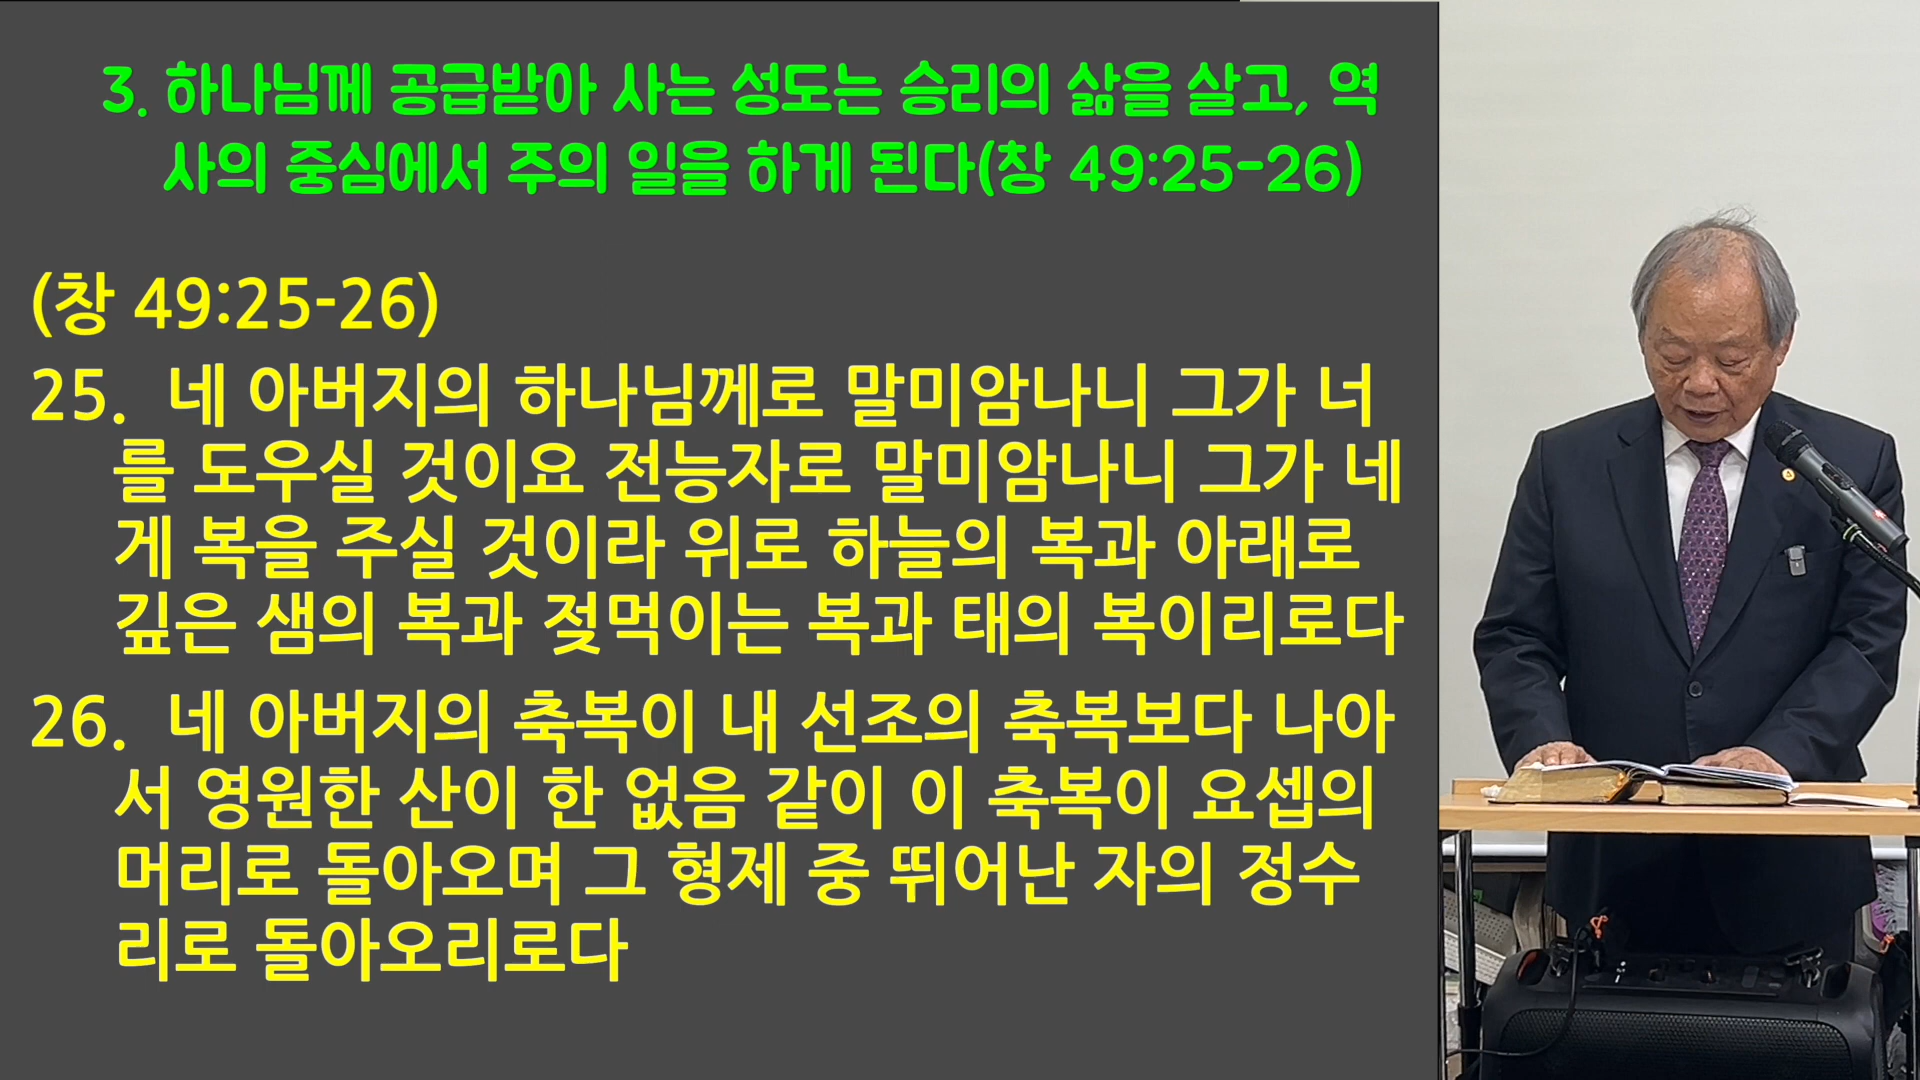 3. 하나님께 공급받아 사는 성도는 승리의 삶을 살고, 역
사의 중심에서 주의 일을 하게 된다(창 49:25-26)
(창 49:25-26)
25. 네 아버지의 하나님께로 말미암나니 그가 너
를 도우실 것이요 전능자로 말미암나니 그가 네
게 복을 주실 것이라 위로 하늘의 복과 아래로
깊은 샘의 복과 젖먹이는 복과 태의 복이리로다
26. 네 아버지의 축복이 내 선조의 축복보다 나아
서 영원한 산이 한 없음 같이 이 축복이 요셉의
머리로 돌아오며 그 형제 중 뛰어난 자의 정수
리로 돌아오리로다